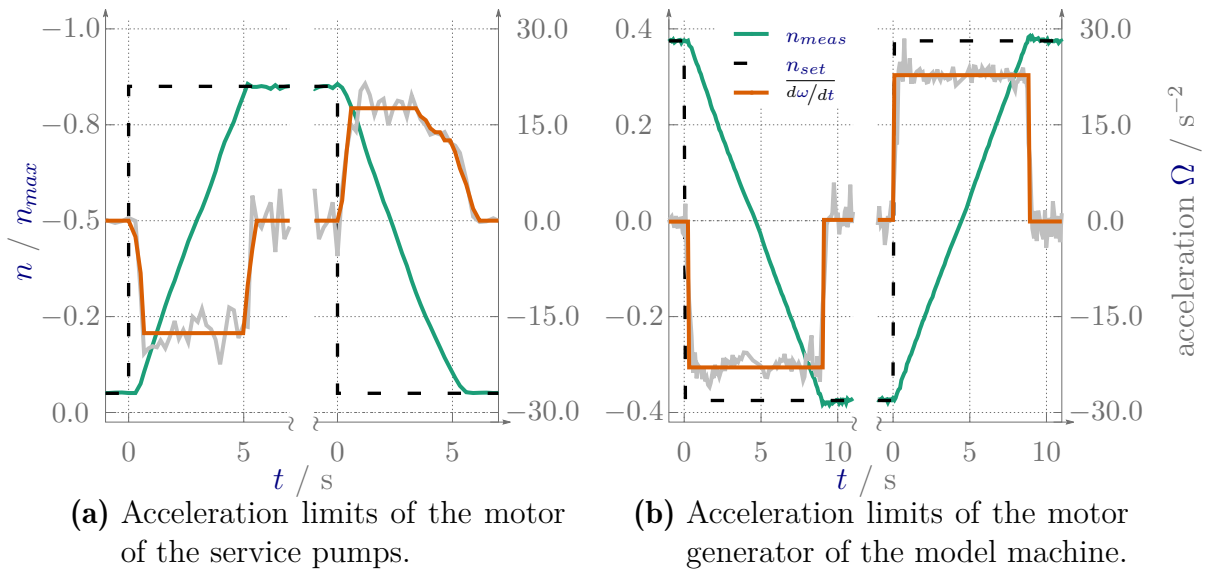 n / n_max
−1.0
−0.8
−0.5
−0.2
0.0
30.0
15.0
0.0
−15.0
−30.0
0 5 0 5
t / s
0.4
0.2
0.0
−0.2
−0.4
n_meas
n_set
dω/dt
30.0
15.0
0.0
−15.0
−30.0
acceleration Ω / s⁻²
0 5 10 0 5 10
t / s
(a) Acceleration limits of the motor
of the service pumps.
(b) Acceleration limits of the motor
generator of the model machine.